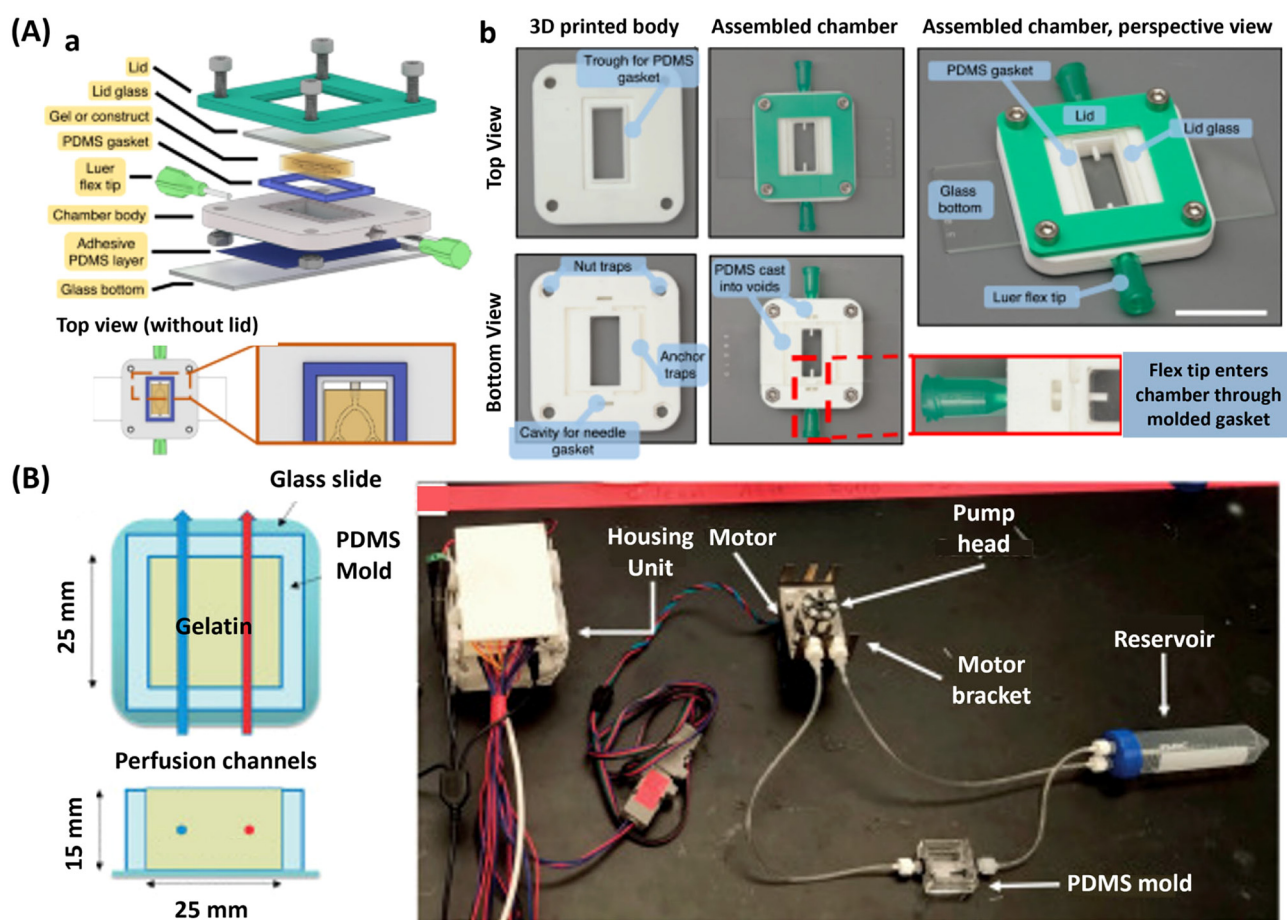 (A)
a
Lid
Lid glass
Gel or construct
PDMS gasket
Luer
flex tip
Chamber body
Adhesive
PDMS layer
Glass bottom
Top view (without lid)
b
3D printed body
Assembled chamber
Assembled chamber, perspective view
Top View
Trough for PDMS
gasket
PDMS gasket
Lid
Lid glass
Glass
bottom
Luer flex tip
Bottom View
Nut traps
Anchor
traps
Cavity for needle
gasket
PDMS cast
into voids
Flex tip enters
chamber through
molded gasket
(B)
Glass slide
PDMS
Mold
25 mm
Gelatin
Perfusion channels
15 mm
25 mm
Housing
Unit
Motor
Pump
head
Motor
bracket
Reservoir
PDMS mold